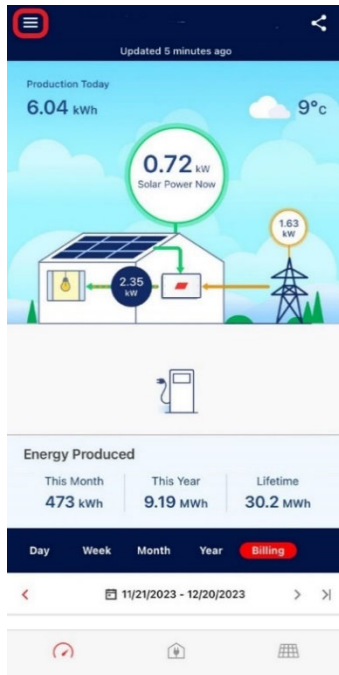 Updated 5 minutes ago
Production Today
6.04 kWh
9°c
0.72 kW
Solar Power Now
1.63
kW
2.35
kW
Energy Produced
This Month This Year Lifetime
473 kWh 9.19 MWh 30.2 MWh
Day Week Month Year Billing
11/21/2023 - 12/20/2023